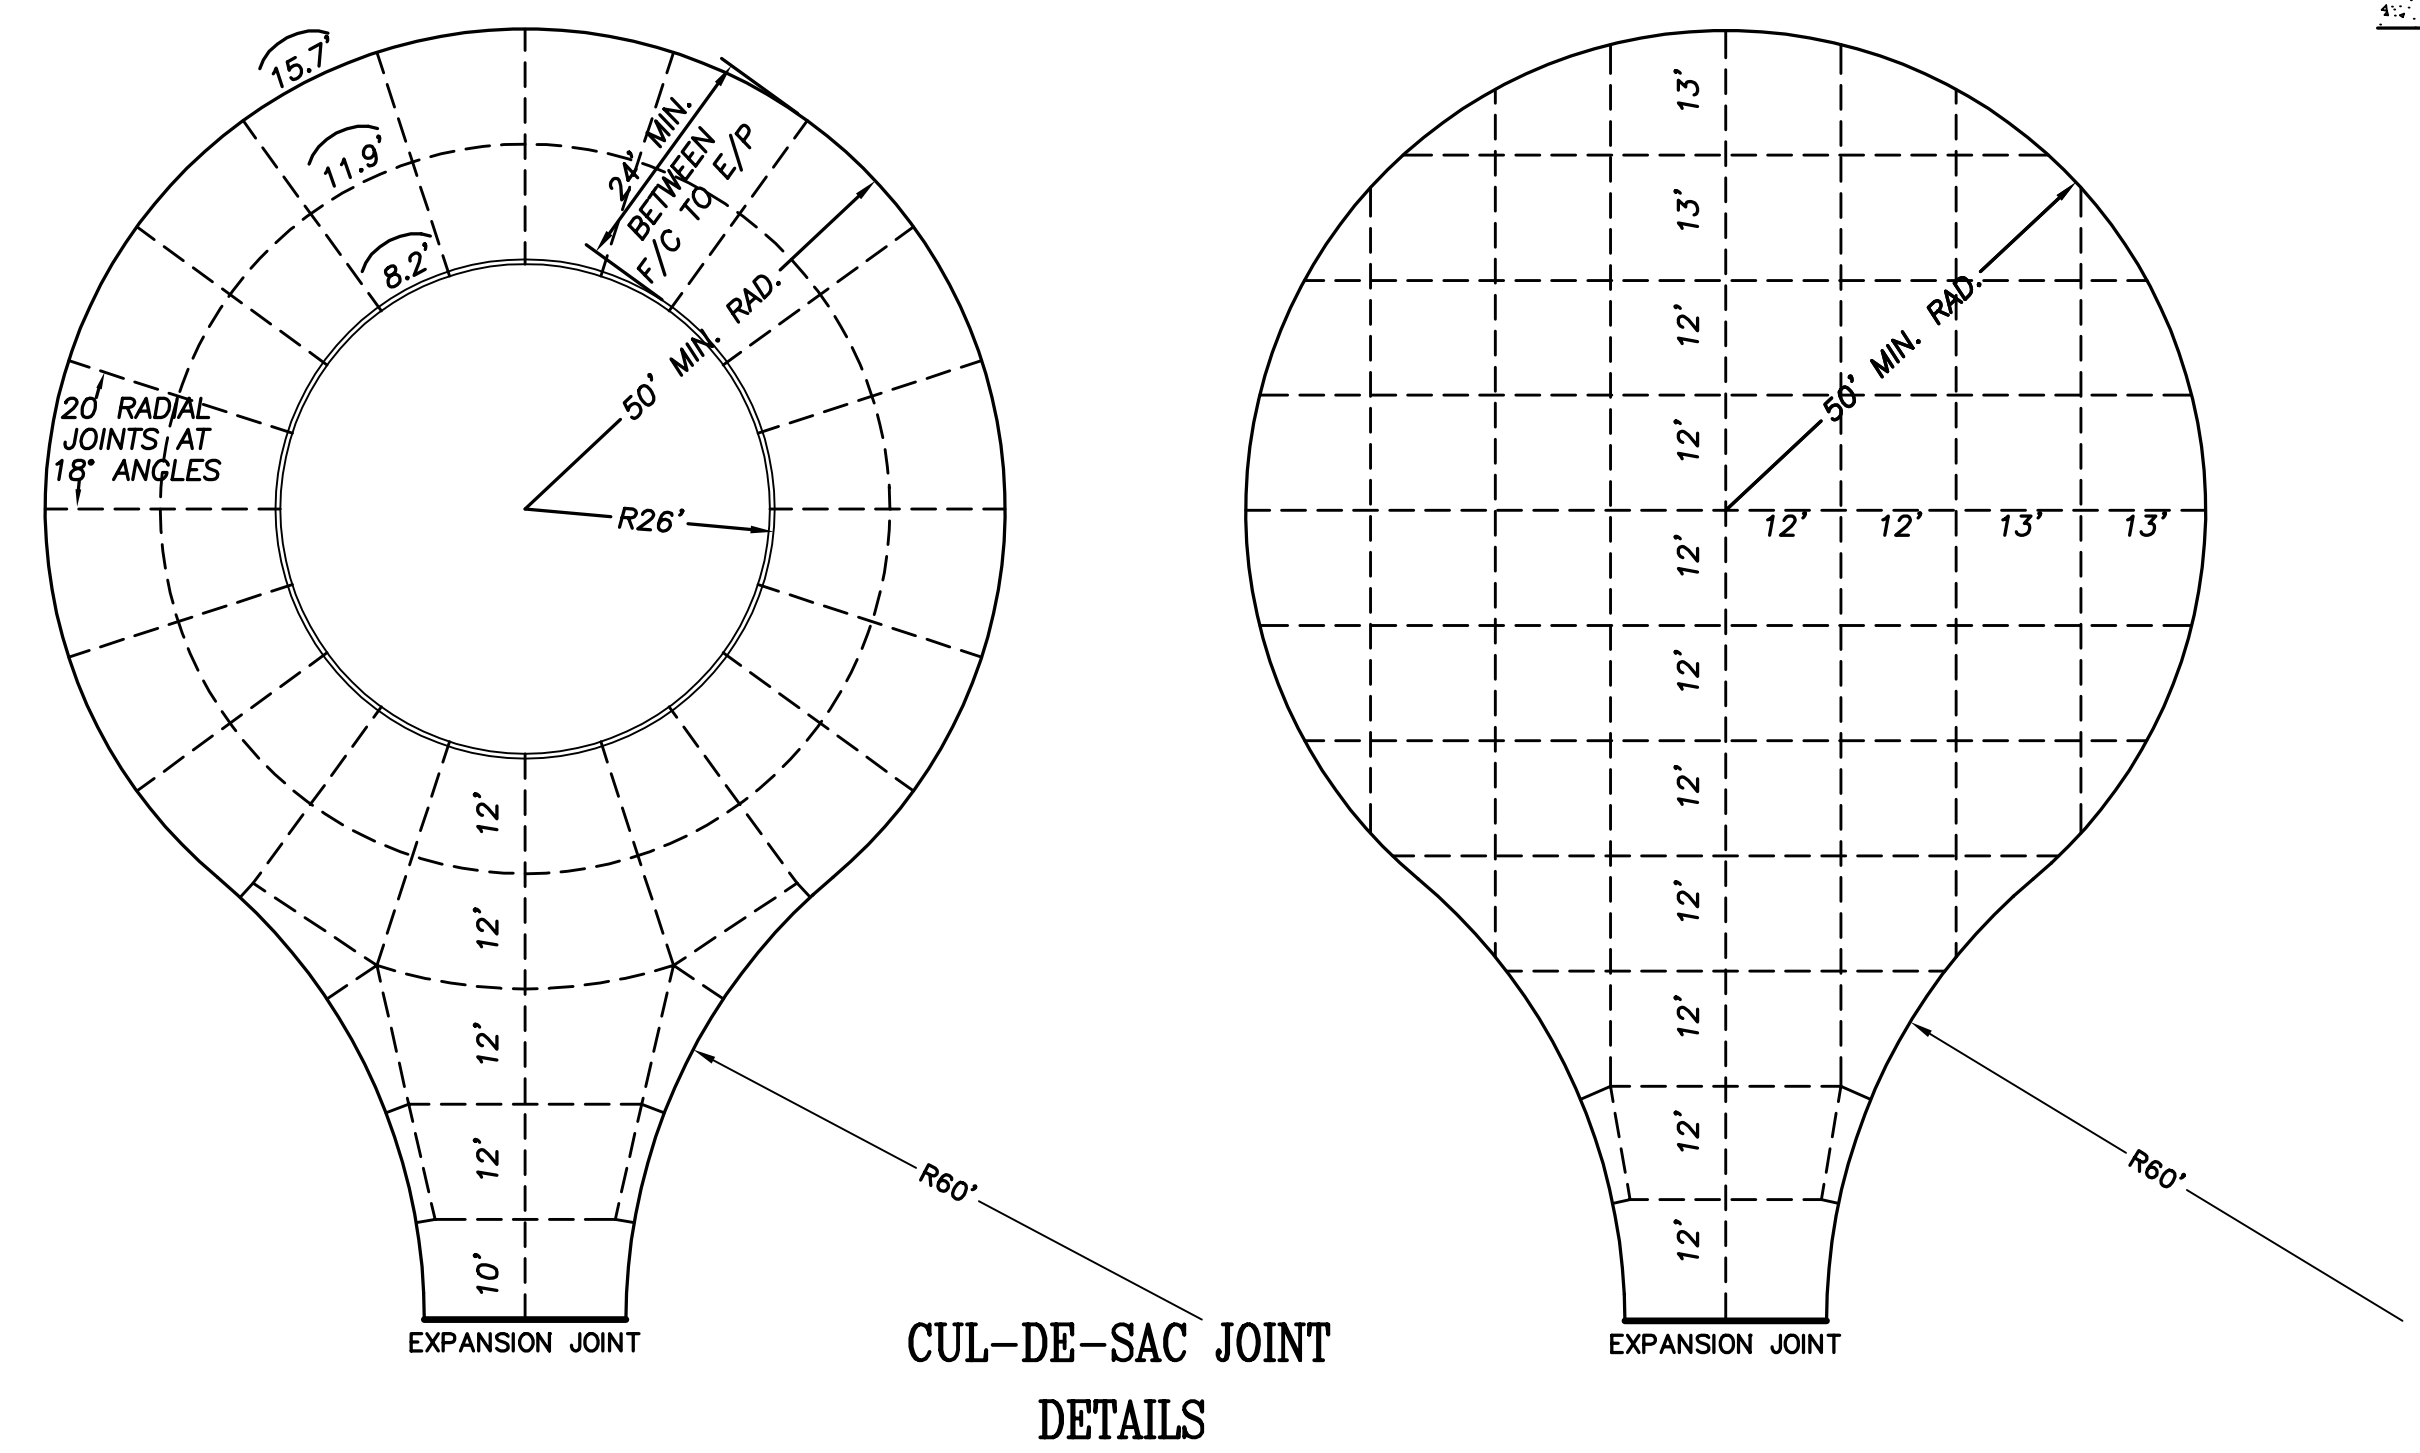 15.7'
11.9'
8.2'
24' MIN.
BETWEEN
F/C TO E/P
50' MIN. RAD.
20 RADIAL
JOINTS AT
18° ANGLES
R26'
12'
12'
12'
12'
10'
R60'
EXPANSION JOINT
13'
13'
12'
12'
50' MIN. RAD.
12' 12' 13' 13'
12'
12'
12'
12'
12'
12'
12'
R60'
EXPANSION JOINT
CUL-DE-SAC JOINT
DETAILS